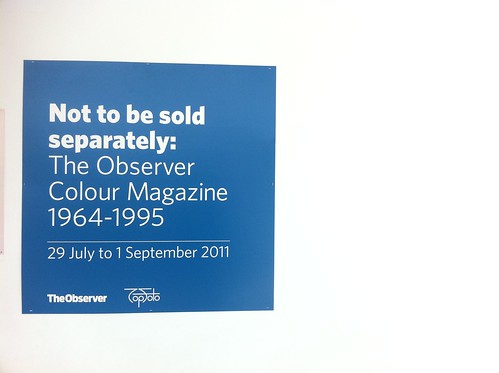 Not to be sold
separately:
The Observer
Colour Magazine
1964-1995
29 July to 1 September 2011
TheObserver
TopFoto